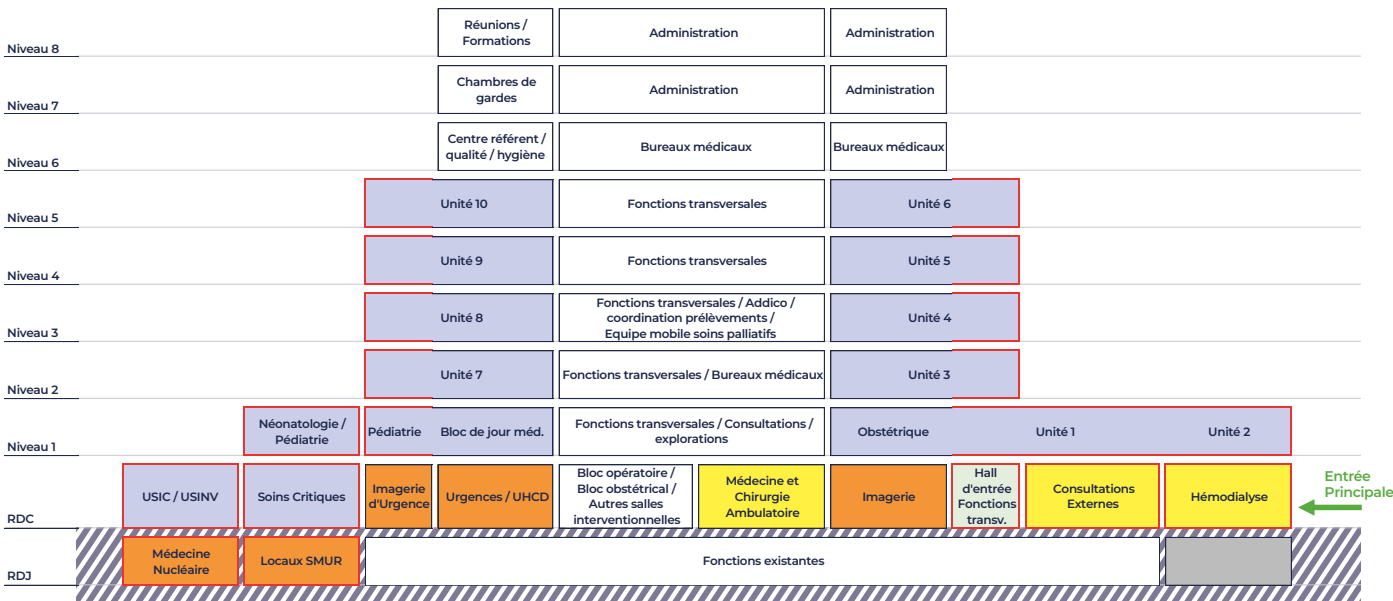 Niveau 8
Réunions /
Formations
Administration
Administration
Niveau 7
Chambres de
gardes
Administration
Administration
Niveau 6
Centre référent /
qualité / hygiène
Bureaux médicaux
Bureaux médicaux
Niveau 5
Unité 10
Fonctions transversales
Unité 6
Niveau 4
Unité 9
Fonctions transversales
Unité 5
Niveau 3
Unité 8
Fonctions transversales / Addico /
coordination prélèvements /
Equipe mobile soins palliatifs
Unité 4
Niveau 2
Unité 7
Fonctions transversales / Bureaux médicaux
Unité 3
Niveau 1
Néonatologie /
Pédiatrie
Pédiatrie
Bloc de jour méd.
Fonctions transversales / Consultations /
explorations
Obstétrique
Unité 1
Unité 2
RDC
USIC / USINV
Soins Critiques
Imagerie
d'Urgence
Urgences / UHCD
Bloc opératoire /
Bloc obstétrical /
Autres salles
interventionnelles
Médecine et
Chirurgie
Ambulatoire
Imagerie
Hall
d'entrée
Fonctions
transv.
Consultations
Externes
Hémodialyse
Entrée
Principale
RDJ
Médecine
Nucléaire
Locaux SMUR
Fonctions existantes